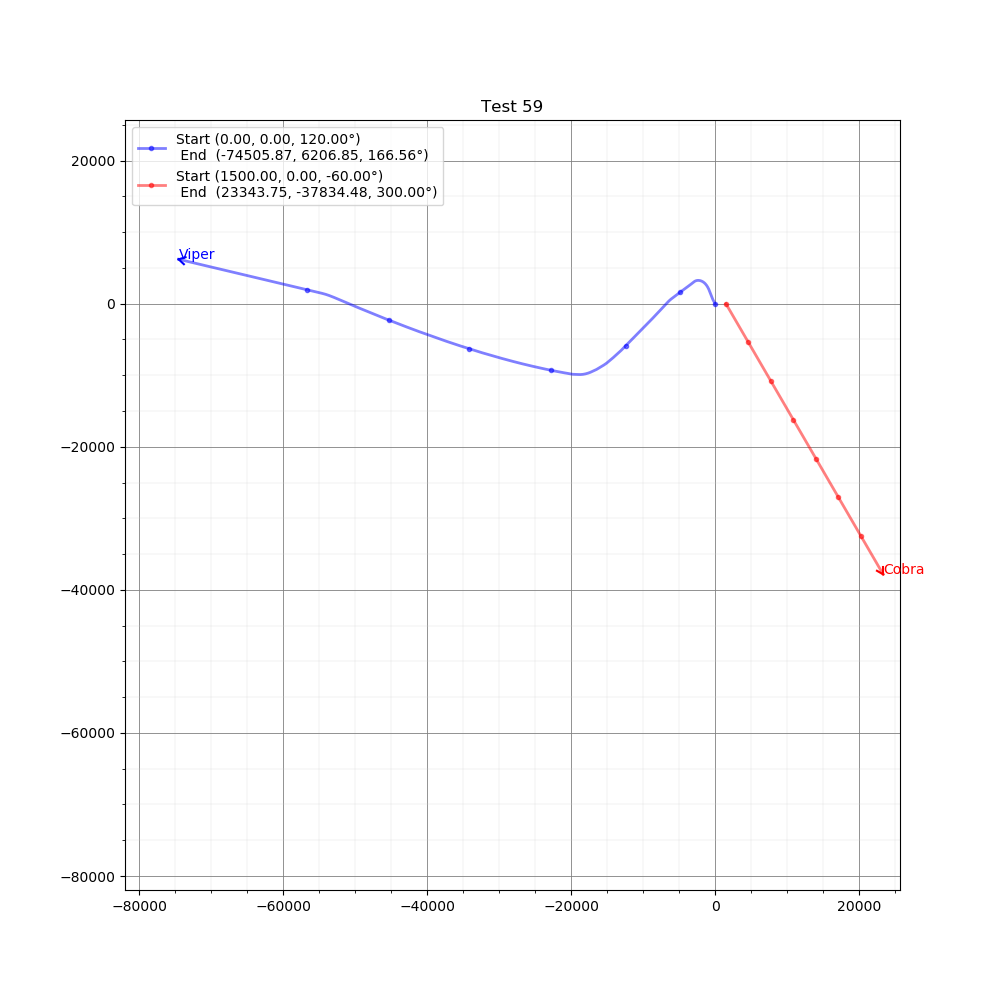 Test 59
Start (0.00, 0.00, 120.00°)
End  (-74505.87, 6206.85, 166.56°)
Start (1500.00, 0.00, -60.00°)
End  (23343.75, -37834.48, 300.00°)
20000
0
−20000
−40000
−60000
−80000
Viper
Cobra
−80000 −60000 −40000 −20000 0 20000